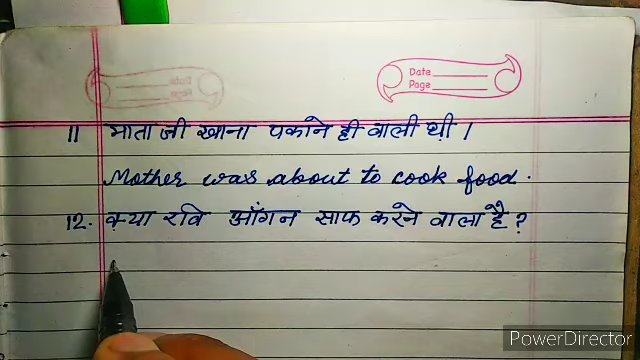 Date
Page
11 माता जी खाना पकाने ही वाली थी ।
Mother was about to cook food.
12. क्या रवि आँगन साफ करने वाला है ?
PowerDirector